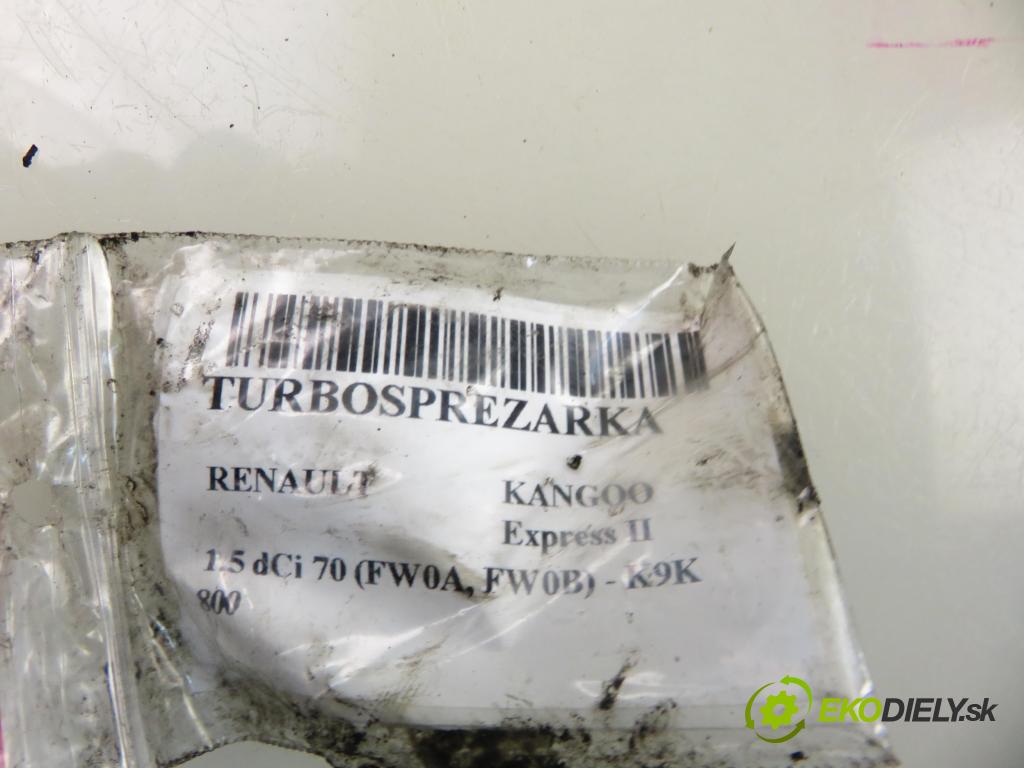 TURBOSPREZARKA
RENAULT KANGOO
Express II
1.5 dCi 70 (FW0A, FW0B) - K9K
800
EKODIELY.sk